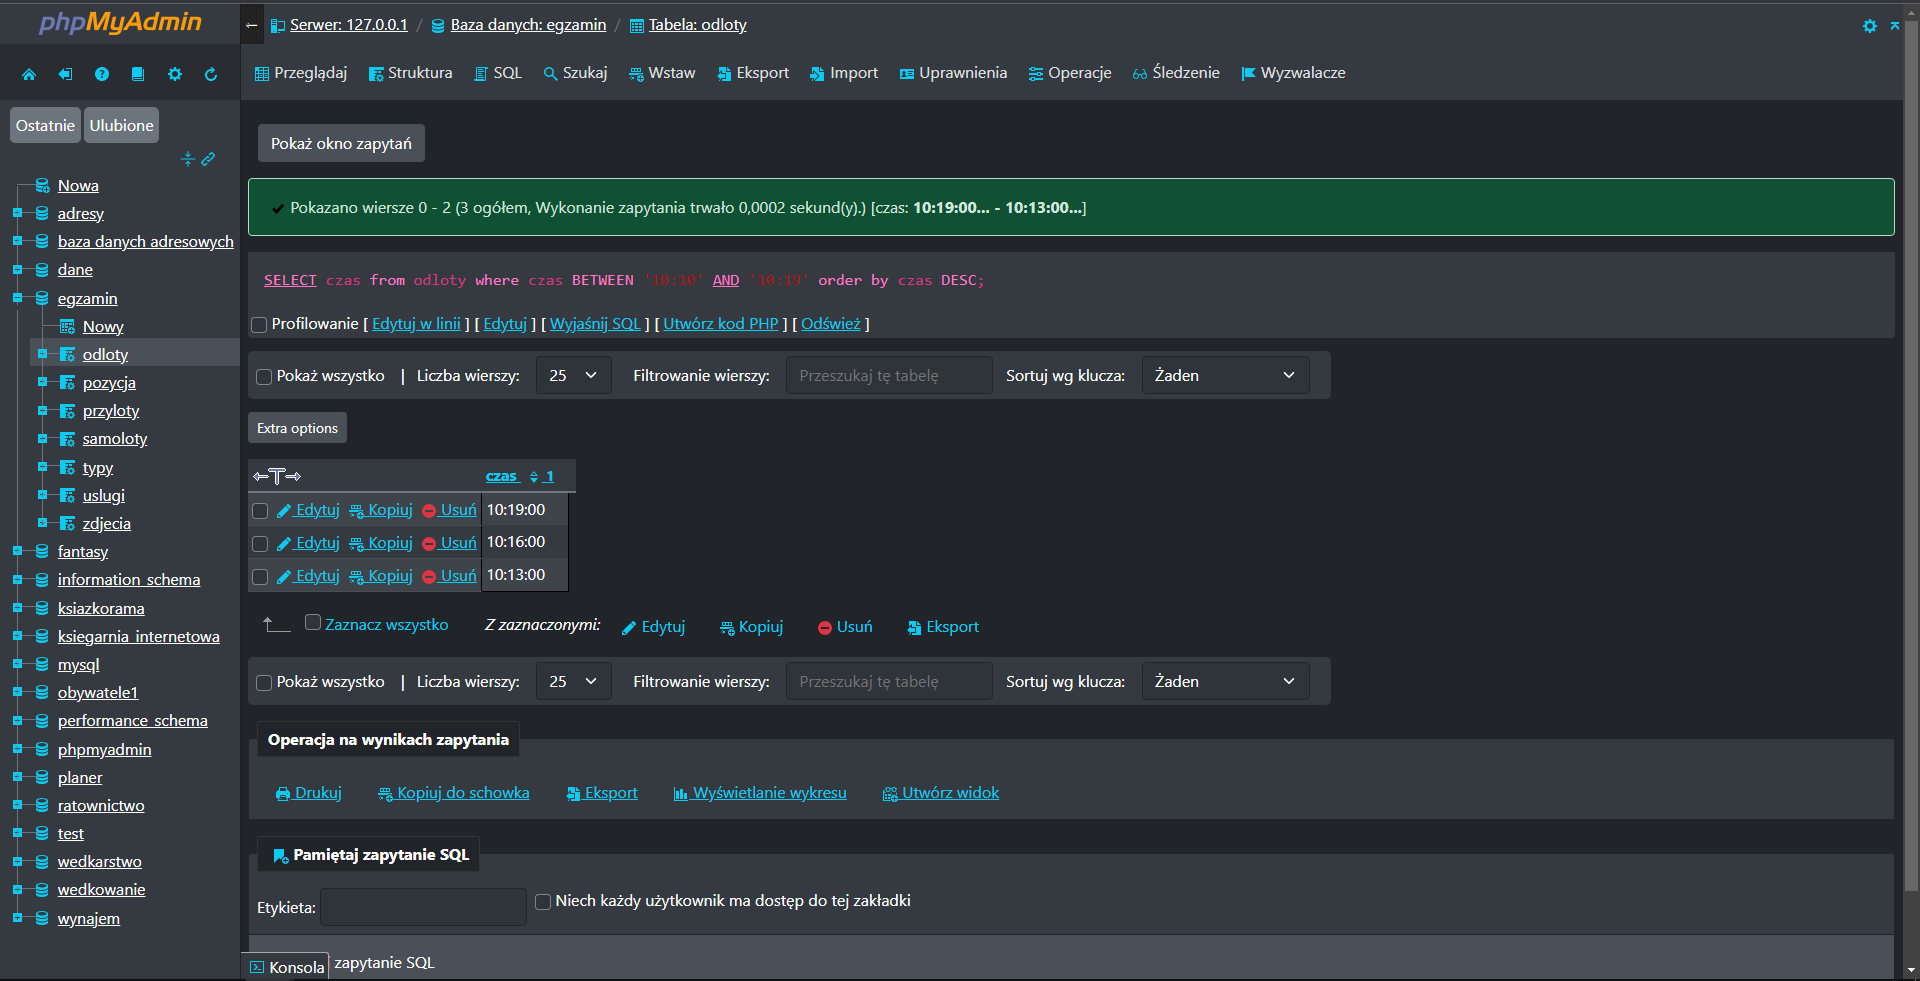 phpMyAdmin
Ostatnie Ulubione
Nowa
adresy
baza danych adresowych
dane
egzamin
Nowy
odloty
pozycja
przyloty
samoloty
typy
uslugi
zdjecia
fantasy
information_schema
ksiazkorama
ksiegarnia_internetowa
mysql
obywatele1
performance_schema
phpmyadmin
planer
ratownictwo
test
wedkarstwo
wedkowanie
wynajem
Serwer: 127.0.0.1 / Baza danych: egzamin / Tabela: odloty
Przeglądaj Struktura SQL Szukaj Wstaw Eksport Import Uprawnienia Operacje Śledzenie Wyzwalacze
Pokaż okno zapytań
Pokazano wiersze 0 - 2 (3 ogółem, Wykonanie zapytania trwało 0,0002 sekund(y).) [czas: 10:19:00... - 10:13:00...]
SELECT czas from odloty where czas BETWEEN '10:10' AND '10:19' order by czas DESC;
Profilowanie [ Edytuj w linii ] [ Edytuj ] [ Wyjaśnij SQL ] [ Utwórz kod PHP ] [ Odśwież ]
Pokaż wszystko | Liczba wierszy: 25 Filtrowanie wierszy: Przeszukaj tę tabelę Sortuj wg klucza: Żaden
Extra options
←T→ czas 1
Edytuj Kopiuj Usuń 10:19:00
Edytuj Kopiuj Usuń 10:16:00
Edytuj Kopiuj Usuń 10:13:00
Zaznacz wszystko Z zaznaczonymi: Edytuj Kopiuj Usuń Eksport
Pokaż wszystko | Liczba wierszy: 25 Filtrowanie wierszy: Przeszukaj tę tabelę Sortuj wg klucza: Żaden
Operacja na wynikach zapytania
Drukuj Kopiuj do schowka Eksport Wyświetlanie wykresu Utwórz widok
Pamiętaj zapytanie SQL
Etykieta: Niech każdy użytkownik ma dostęp do tej zakładki
Konsola zapytanie SQL